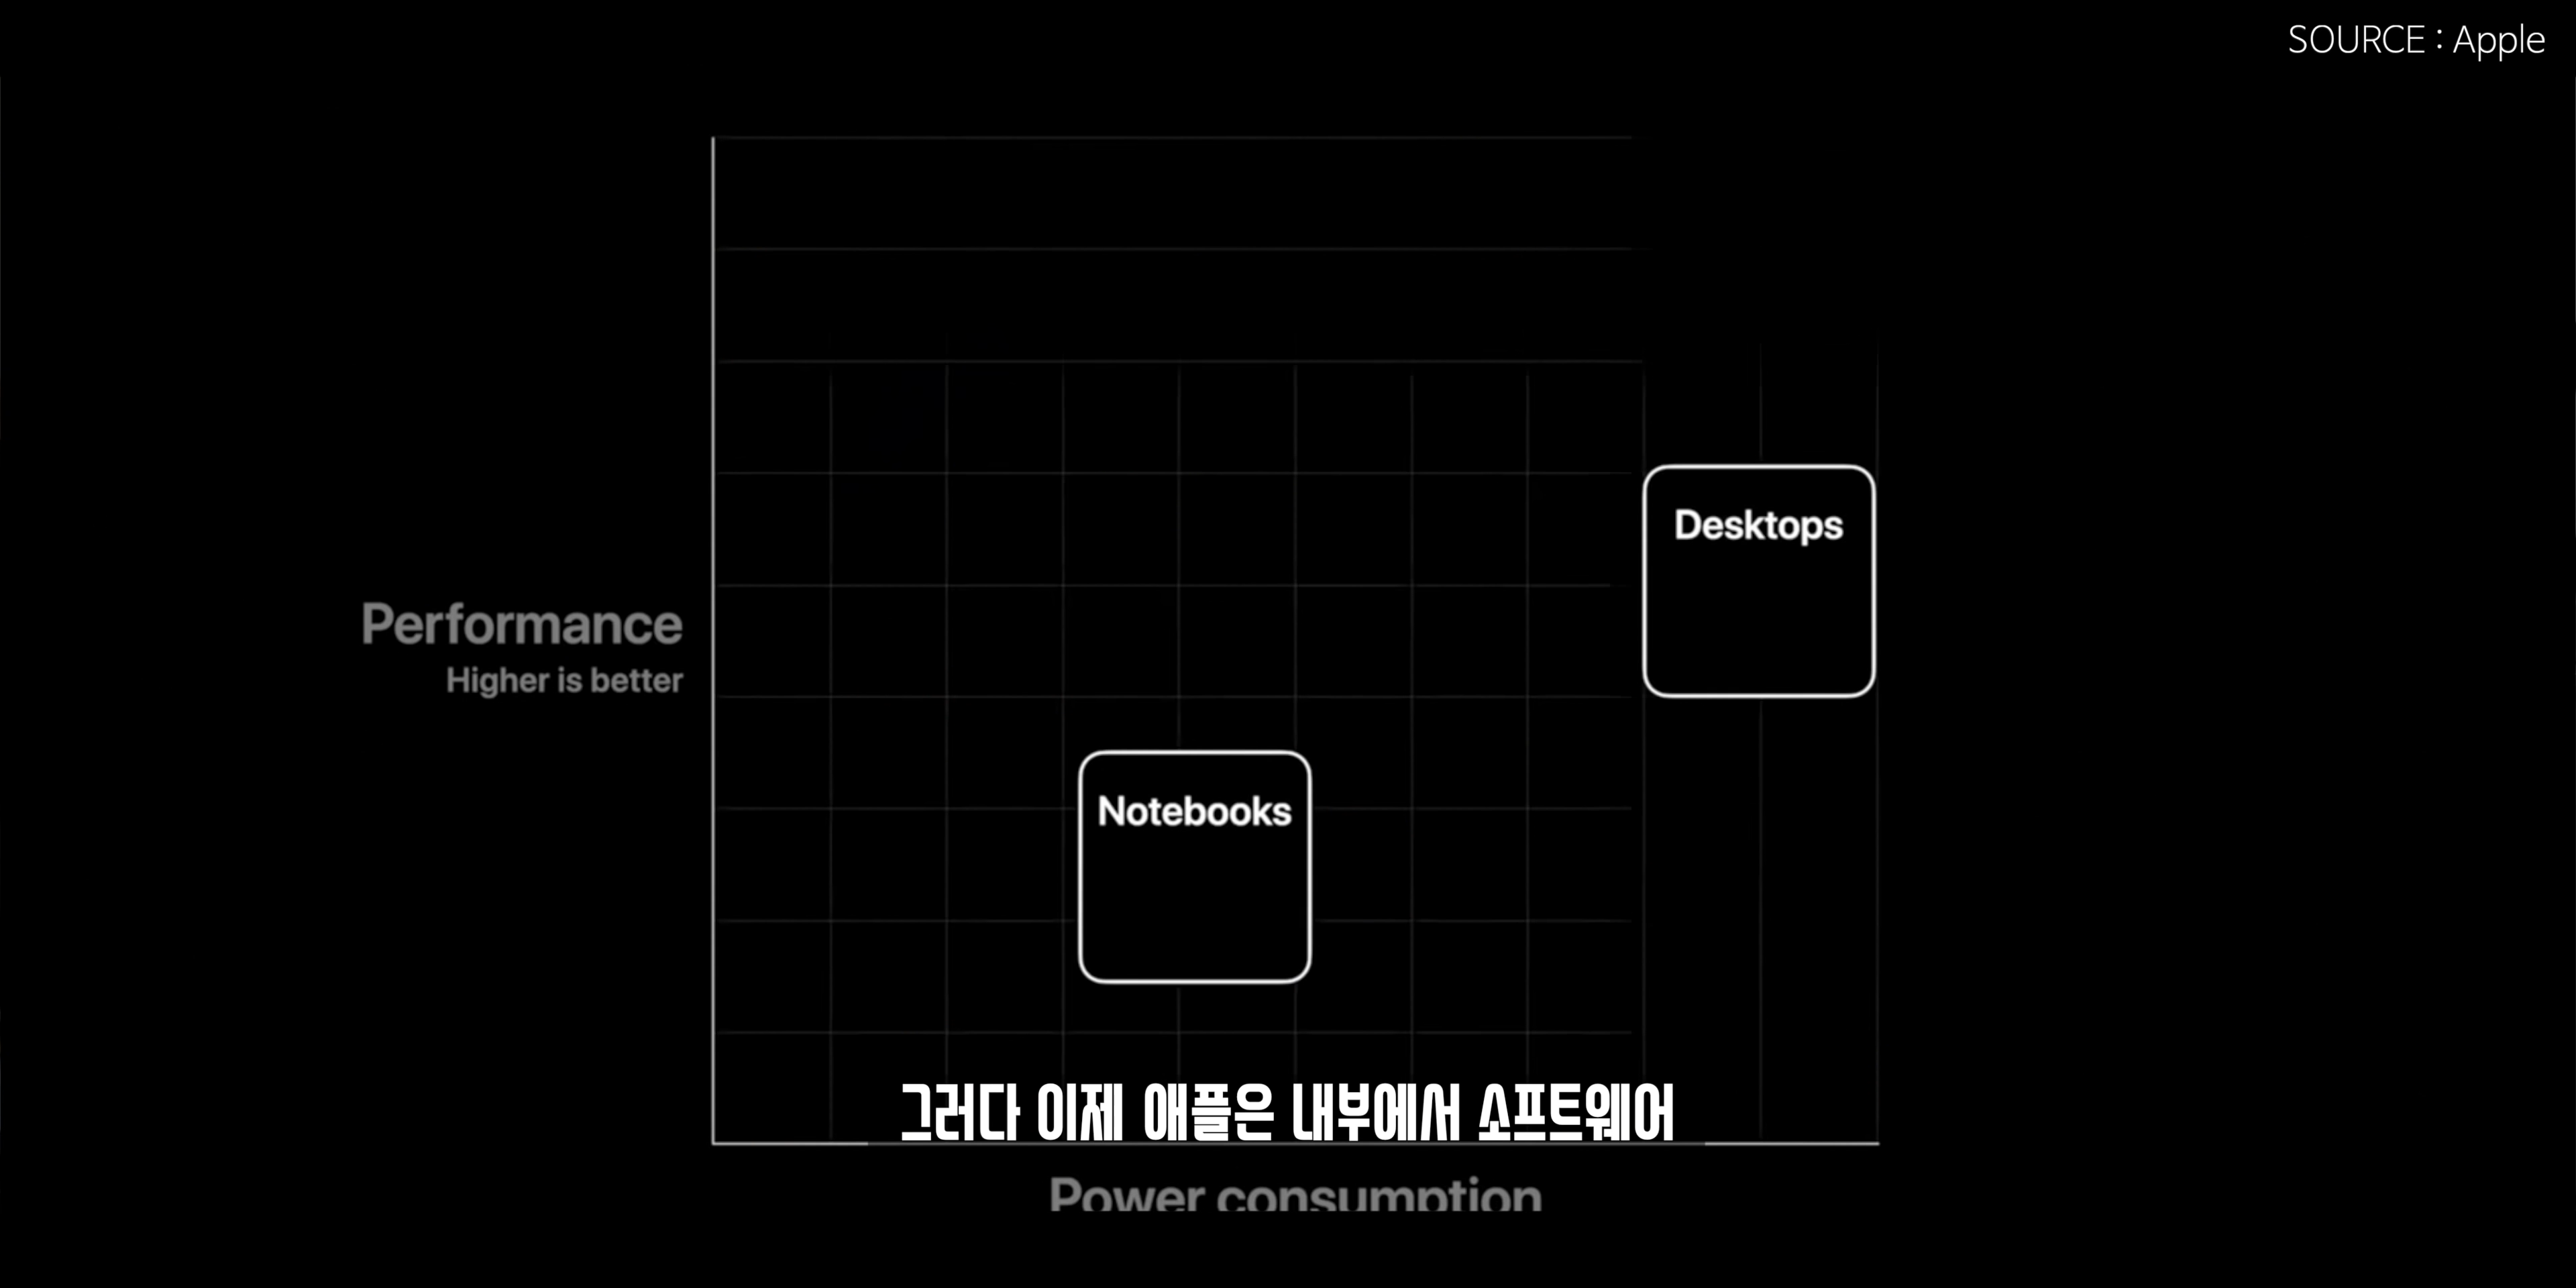 SOURCE : Apple
Desktops
Performance
Higher is better
Notebooks
그러다 이제 애플은 내부에서 소프트웨어
Power consumption